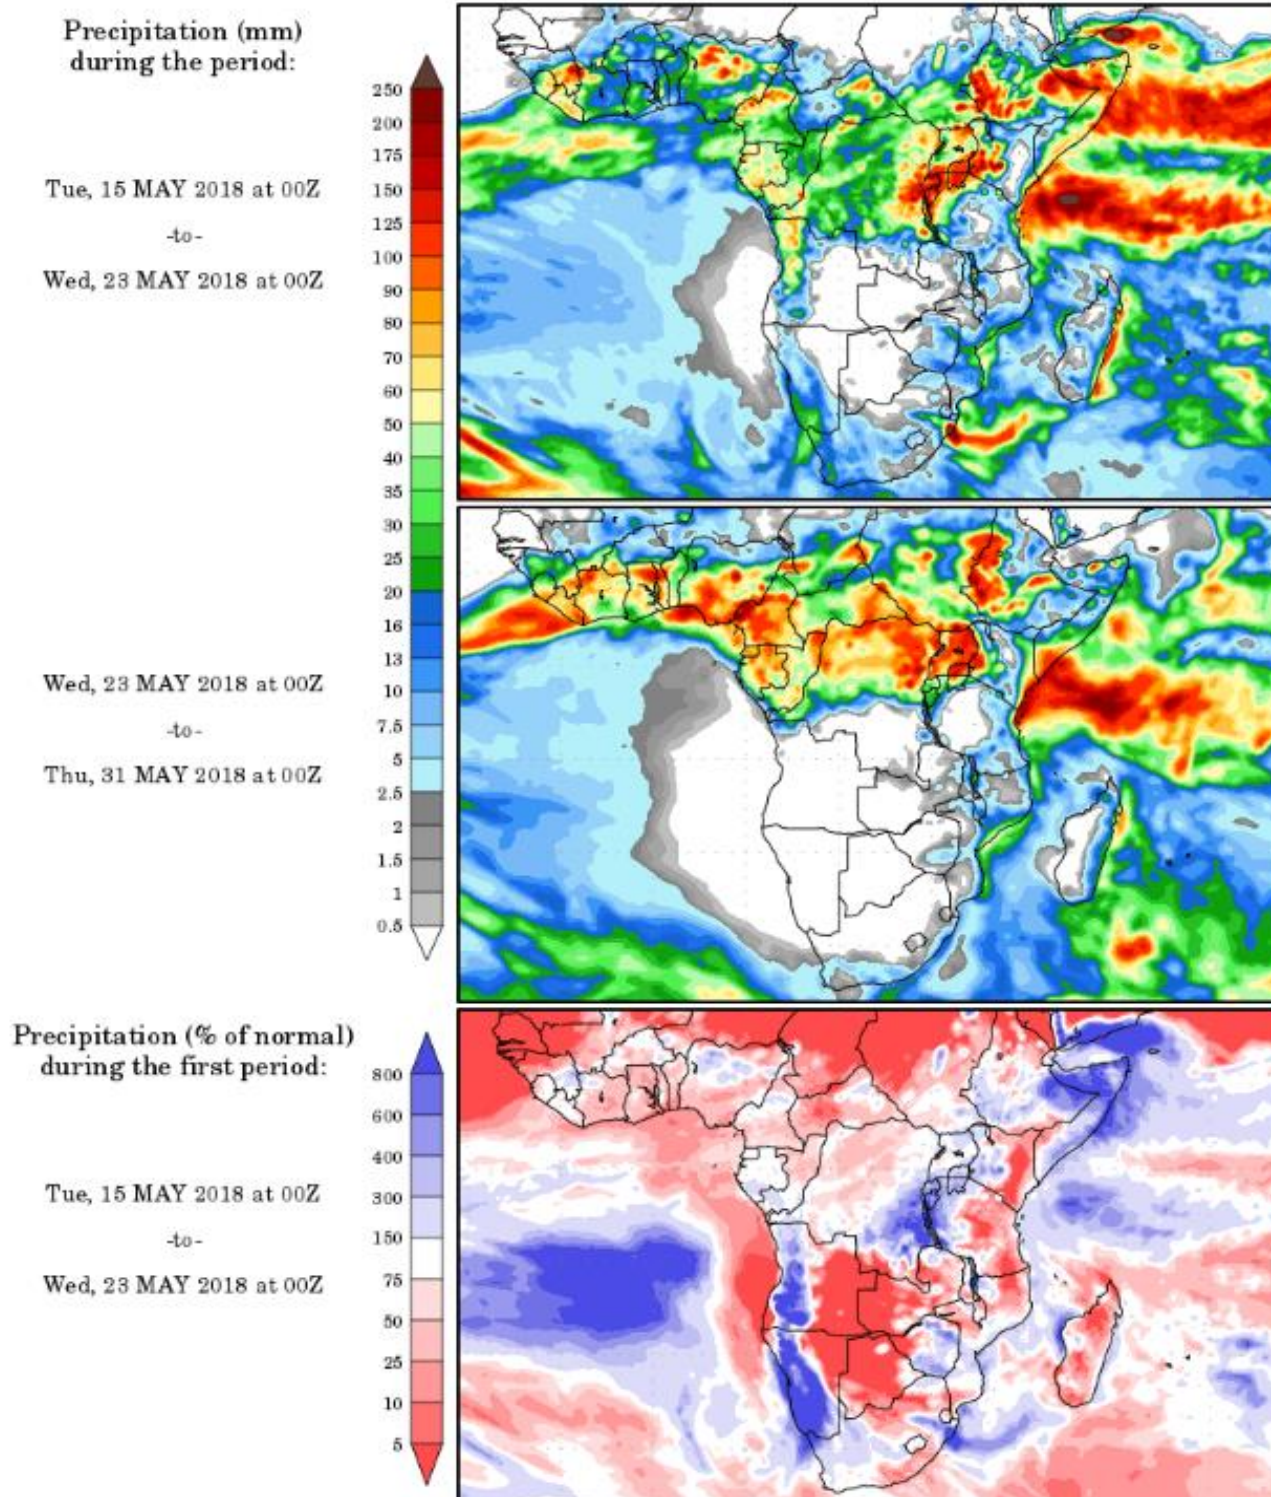 Precipitation (mm)
during the period:
250
200
175
150
125
100
90
80
70
60
50
40
35
30
25
20
16
13
10
7.5
5
2.5
2
1.5
1
0.5
Tue, 15 MAY 2018 at 00Z
-to-
Wed, 23 MAY 2018 at 00Z
Wed, 23 MAY 2018 at 00Z
-to-
Thu, 31 MAY 2018 at 00Z
Precipitation (% of normal)
during the first period:
800
600
400
300
150
75
50
25
10
5
Tue, 15 MAY 2018 at 00Z
-to-
Wed, 23 MAY 2018 at 00Z